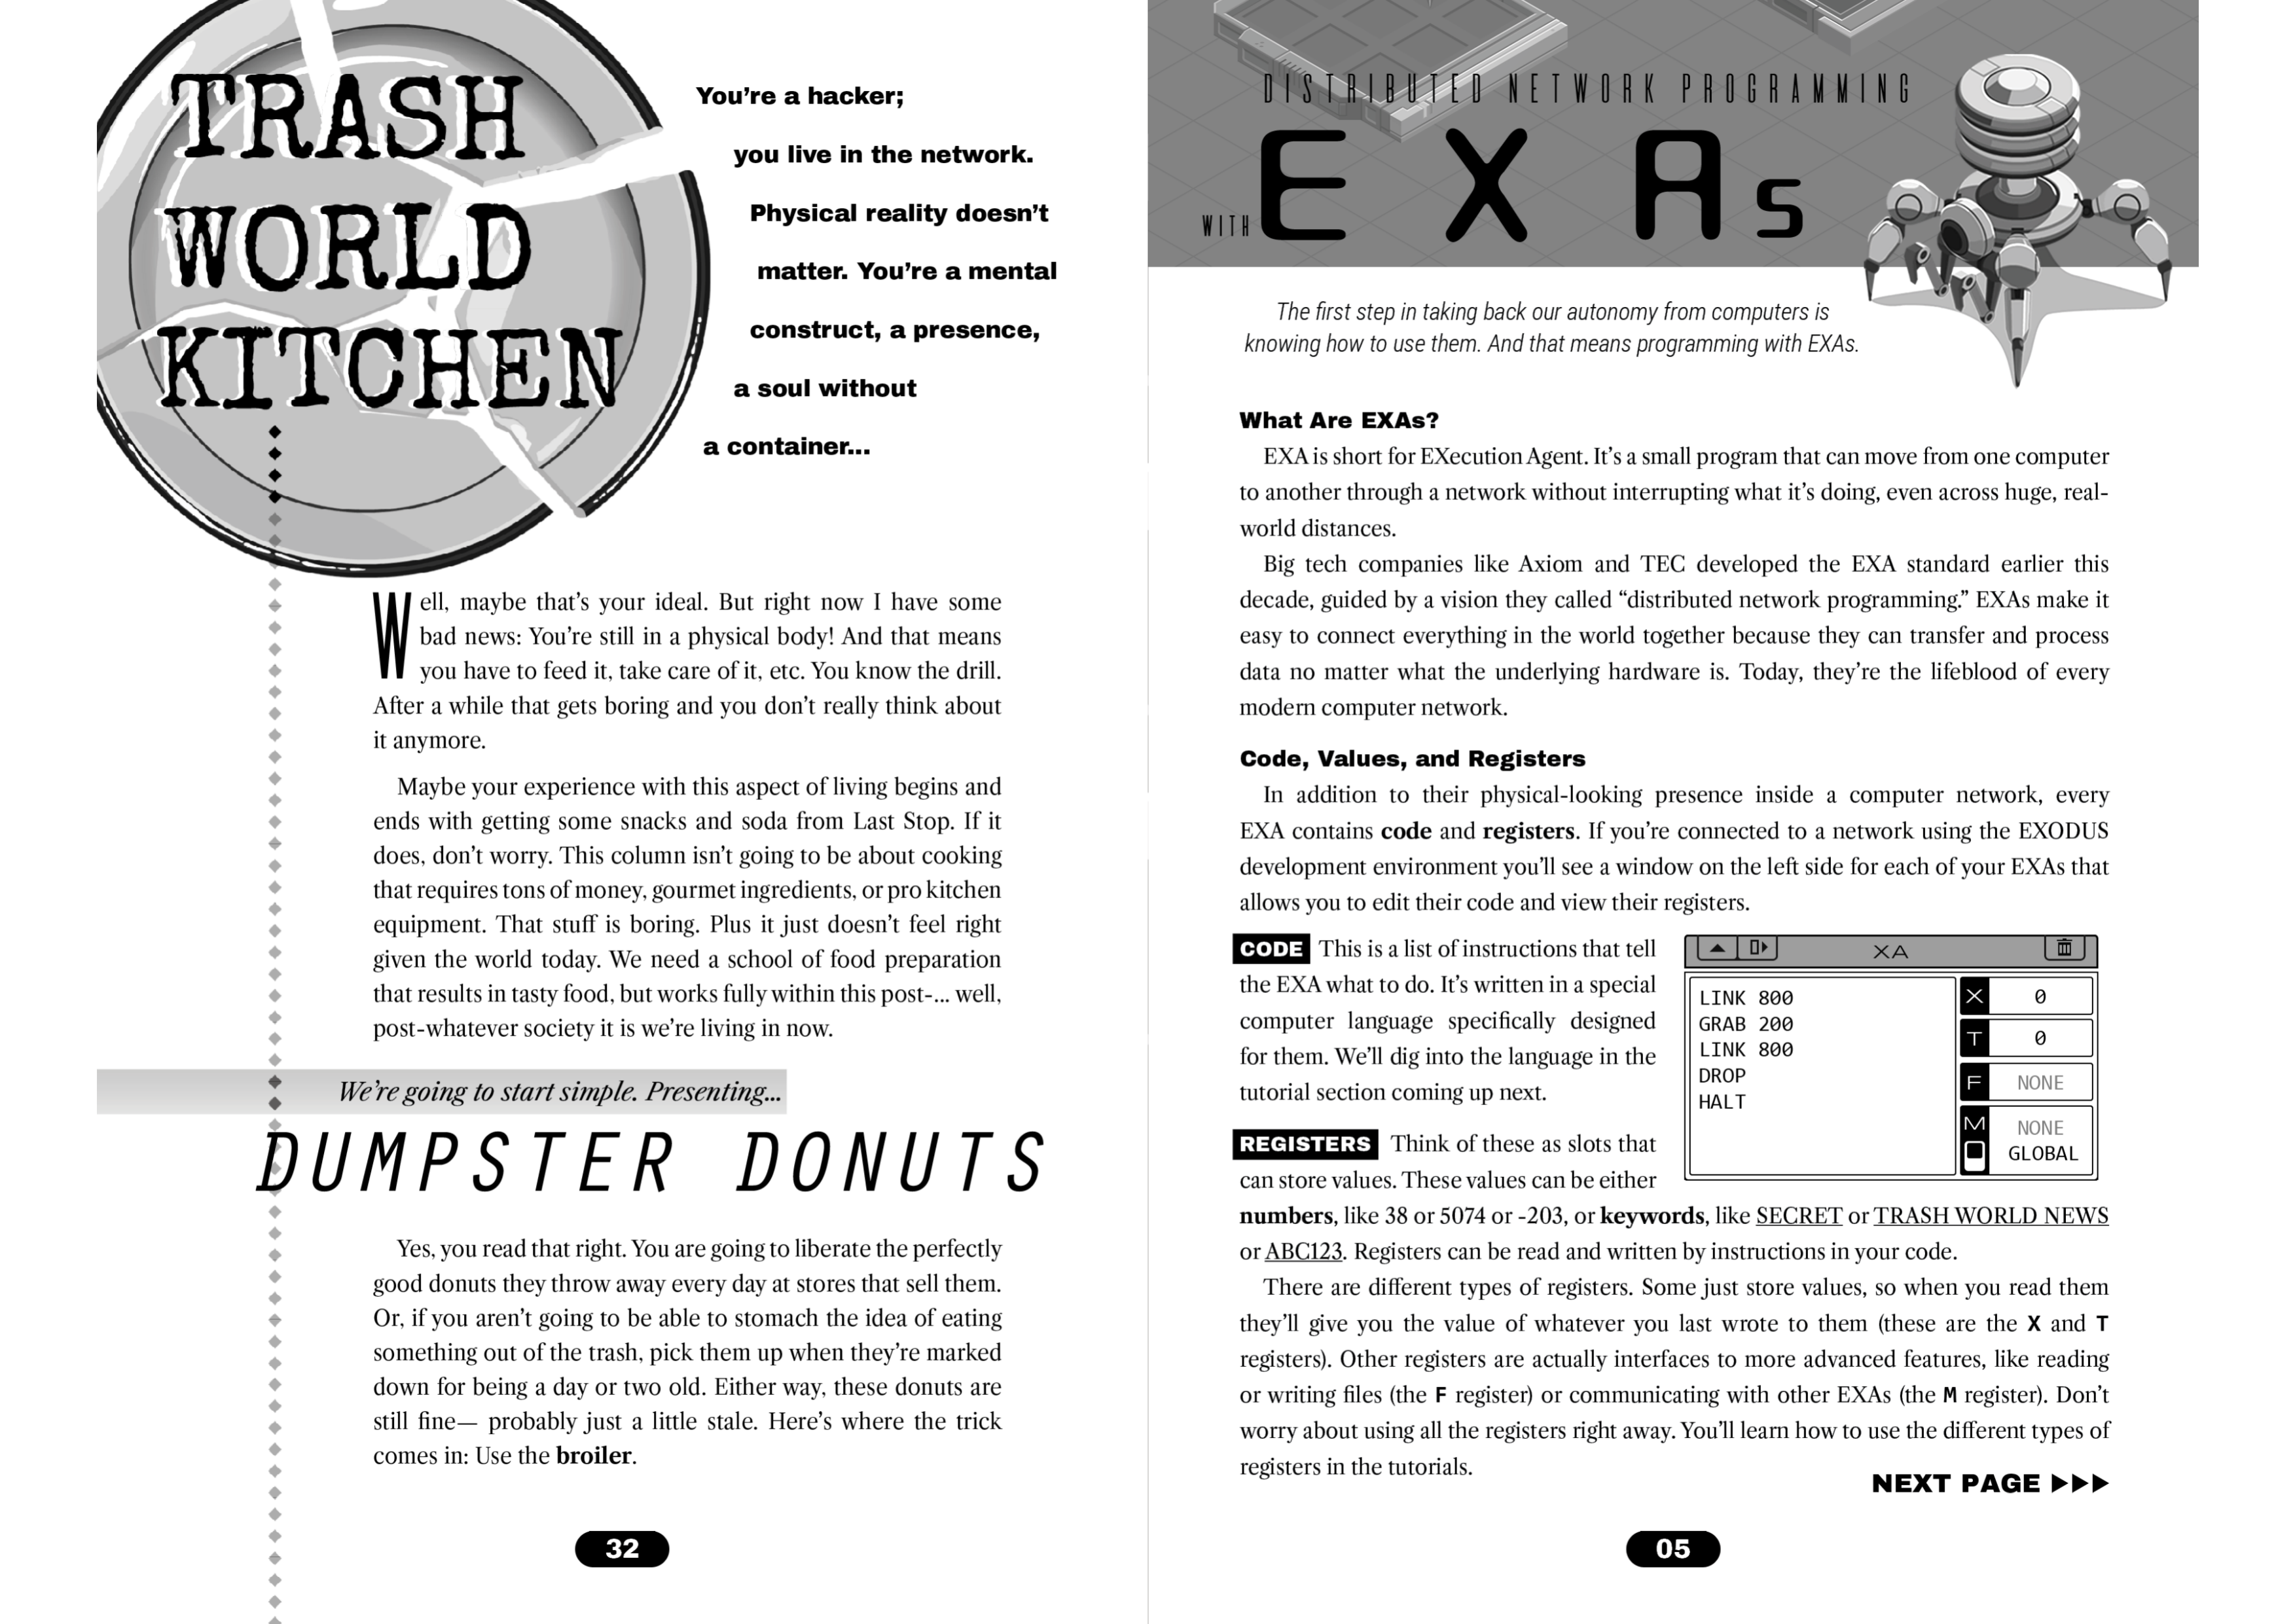 TRASH
WORLD
KITCHEN
You’re a hacker;
you live in the network.
Physical reality doesn’t
matter. You’re a mental
construct, a presence,
a soul without
a container...
Well, maybe that’s your ideal. But right now I have some
bad news: You’re still in a physical body! And that means
you have to feed it, take care of it, etc. You know the drill.
After a while that gets boring and you don’t really think about
it anymore.
Maybe your experience with this aspect of living begins and
ends with getting some snacks and soda from Last Stop. If it
does, don’t worry. This column isn’t going to be about cooking
that requires tons of money, gourmet ingredients, or pro kitchen
equipment. That stuff is boring. Plus it just doesn’t feel right
given the world today. We need a school of food preparation
that results in tasty food, but works fully within this post-... well,
post-whatever society it is we’re living in now.
We’re going to start simple. Presenting...
DUMPSTER DONUTS
Yes, you read that right. You are going to liberate the perfectly
good donuts they throw away every day at stores that sell them.
Or, if you aren’t going to be able to stomach the idea of eating
something out of the trash, pick them up when they’re marked
down for being a day or two old. Either way, these donuts are
still fine— probably just a little stale. Here’s where the trick
comes in: Use the broiler.
32
DISTRIBUTED NETWORK PROGRAMMING
WITH EXAs
The first step in taking back our autonomy from computers is
knowing how to use them. And that means programming with EXAs.
What Are EXAs?
EXA is short for EXecution Agent. It’s a small program that can move from one computer
to another through a network without interrupting what it’s doing, even across huge, real-
world distances.
Big tech companies like Axiom and TEC developed the EXA standard earlier this
decade, guided by a vision they called “distributed network programming.” EXAs make it
easy to connect everything in the world together because they can transfer and process
data no matter what the underlying hardware is. Today, they’re the lifeblood of every
modern computer network.
Code, Values, and Registers
In addition to their physical-looking presence inside a computer network, every
EXA contains code and registers. If you’re connected to a network using the EXODUS
development environment you’ll see a window on the left side for each of your EXAs that
allows you to edit their code and view their registers.
CODE This is a list of instructions that tell
the EXA what to do. It’s written in a special
computer language specifically designed
for them. We’ll dig into the language in the
tutorial section coming up next.
XA
LINK 800
GRAB 200
LINK 800
DROP
HALT
X 0
T 0
F NONE
M NONE
GLOBAL
REGISTERS Think of these as slots that
can store values. These values can be either
numbers, like 38 or 5074 or -203, or keywords, like SECRET or TRASH WORLD NEWS
or ABC123. Registers can be read and written by instructions in your code.
There are different types of registers. Some just store values, so when you read them
they’ll give you the value of whatever you last wrote to them (these are the X and T
registers). Other registers are actually interfaces to more advanced features, like reading
or writing files (the F register) or communicating with other EXAs (the M register). Don’t
worry about using all the registers right away. You’ll learn how to use the different types of
registers in the tutorials.
NEXT PAGE ▶▶▶
05